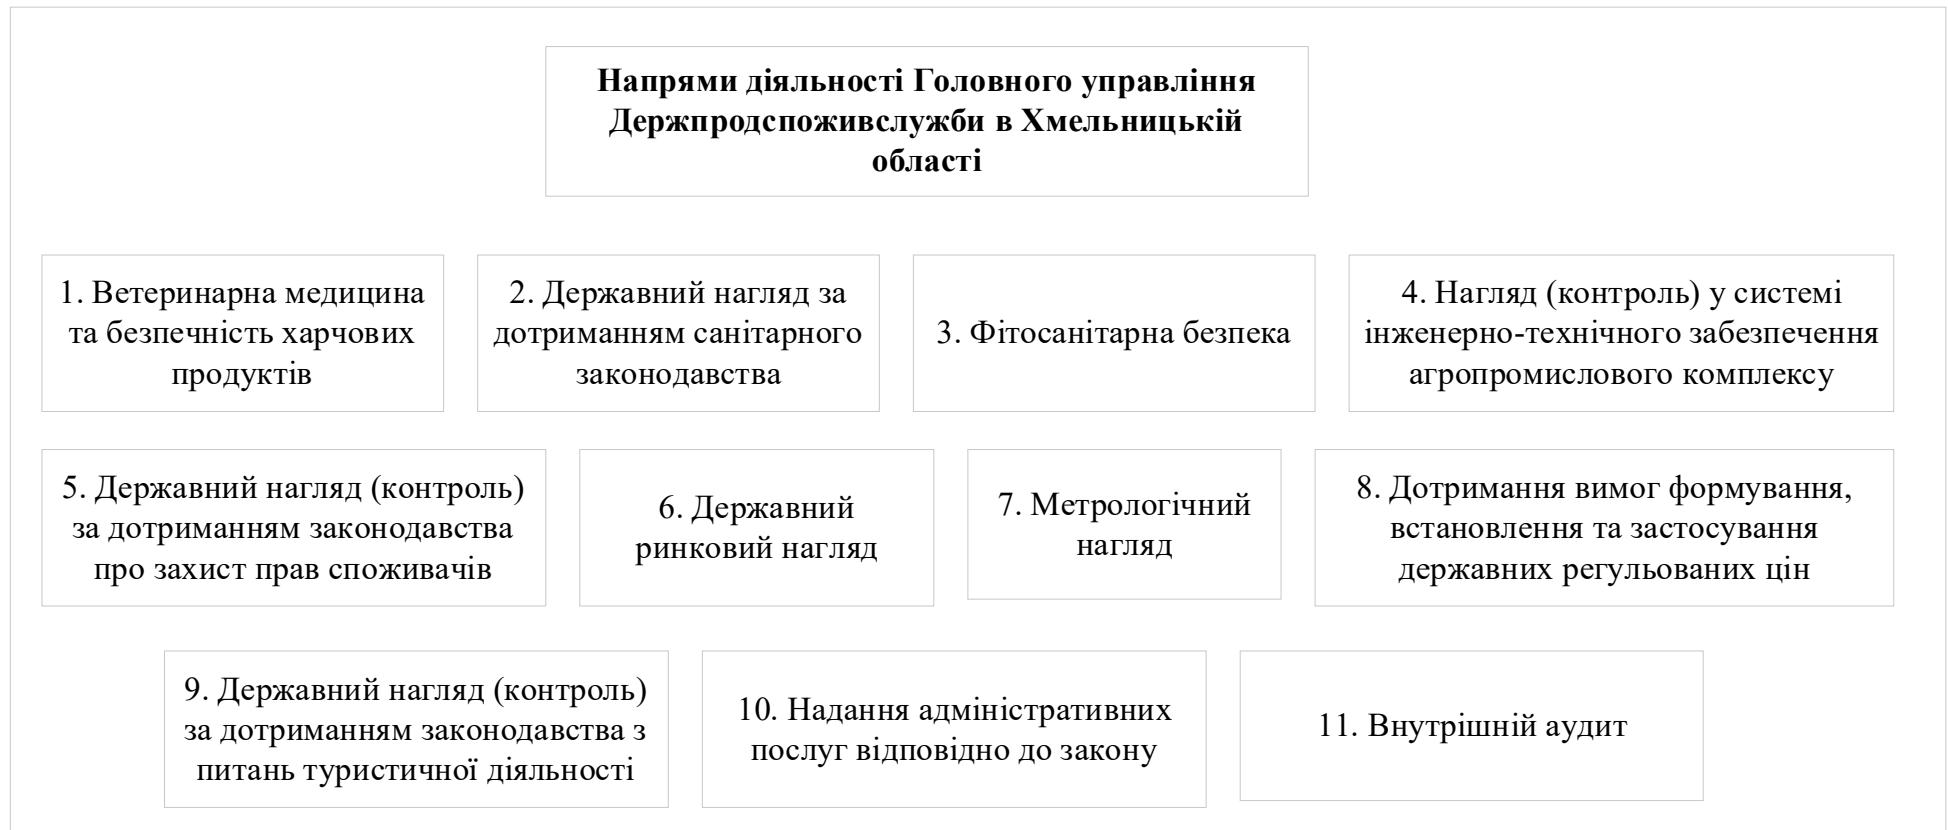 Напрями діяльності Головного управління
Держпродспоживслужби в Хмельницькій
області
1. Ветеринарна медицина
та безпечність харчових
продуктів
2. Державний нагляд за
дотриманням санітарного
законодавства
3. Фітосанітарна безпека
4. Нагляд (контроль) у системі
інженерно-технічного забезпечення
агропромислового комплексу
5. Державний нагляд (контроль)
за дотриманням законодавства
про захист прав споживачів
6. Державний
ринковий нагляд
7. Метрологічний
нагляд
8. Дотримання вимог формування,
встановлення та застосування
державних регульованих цін
9. Державний нагляд (контроль)
за дотриманням законодавства з
питань туристичної діяльності
10. Надання адміністративних
послуг відповідно до закону
11. Внутрішній аудит